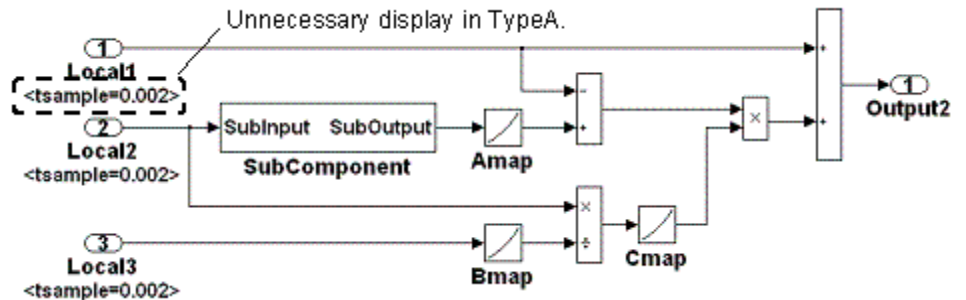 Unnecessary display in TypeA.
1
Local1
<tsample=0.002>
2
Local2
<tsample=0.002>
SubInput SubOutput
SubComponent
Amap
-
+
×
+
+
1
Output2
×
÷
Cmap
3
Local3
<tsample=0.002>
Bmap